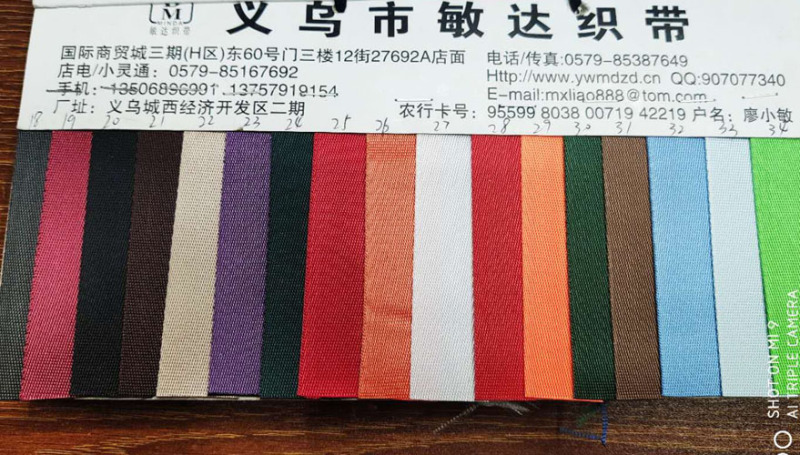 M
MINDA
敏达织带
义乌市敏达织带
国际商贸城三期(H区)东60号门三楼12街27692A店面
店电/小灵通：0579-85167692
手机：13506896991 13757919154
厂址：义乌城西经济开发区二期
电话/传真:0579-85387649
Http://www.ywmdzd.cn QQ:907077340
E-mail:mxliao888@tom.com
农行卡号：95599 8038 00719 42219 户名：廖小敏
18 19 20 21 22 23 24 25 26 27 28 29 30 31 32 33 34
SHOT ON MI 9
AI TRIPLE CAMERA